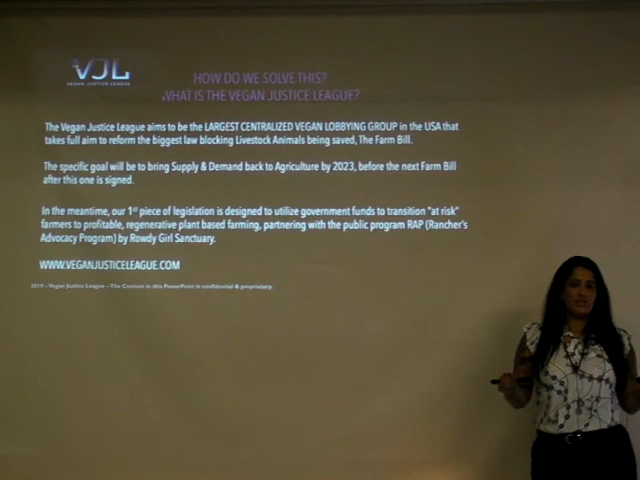 VJL
VEGAN JUSTICE LEAGUE
HOW DO WE SOLVE THIS?
WHAT IS THE VEGAN JUSTICE LEAGUE?
The Vegan Justice League aims to be the LARGEST CENTRALIZED VEGAN LOBBYING GROUP in the USA that
takes full aim to reform the biggest law blocking Livestock Animals being saved, The Farm Bill.
The specific goal will be to bring Supply & Demand back to Agriculture by 2023, before the next Farm Bill
after this one is signed.
In the meantime, our 1st piece of legislation is designed to utilize government funds to transition "at risk"
farmers to profitable, regenerative plant based farming, partnering with the public program RAP (Rancher's
Advocacy Program) by Rowdy Girl Sanctuary.
WWW.VEGANJUSTICELEAGUE.COM
2019 – Vegan Justice League – The Content in this PowerPoint is confidential & proprietary.